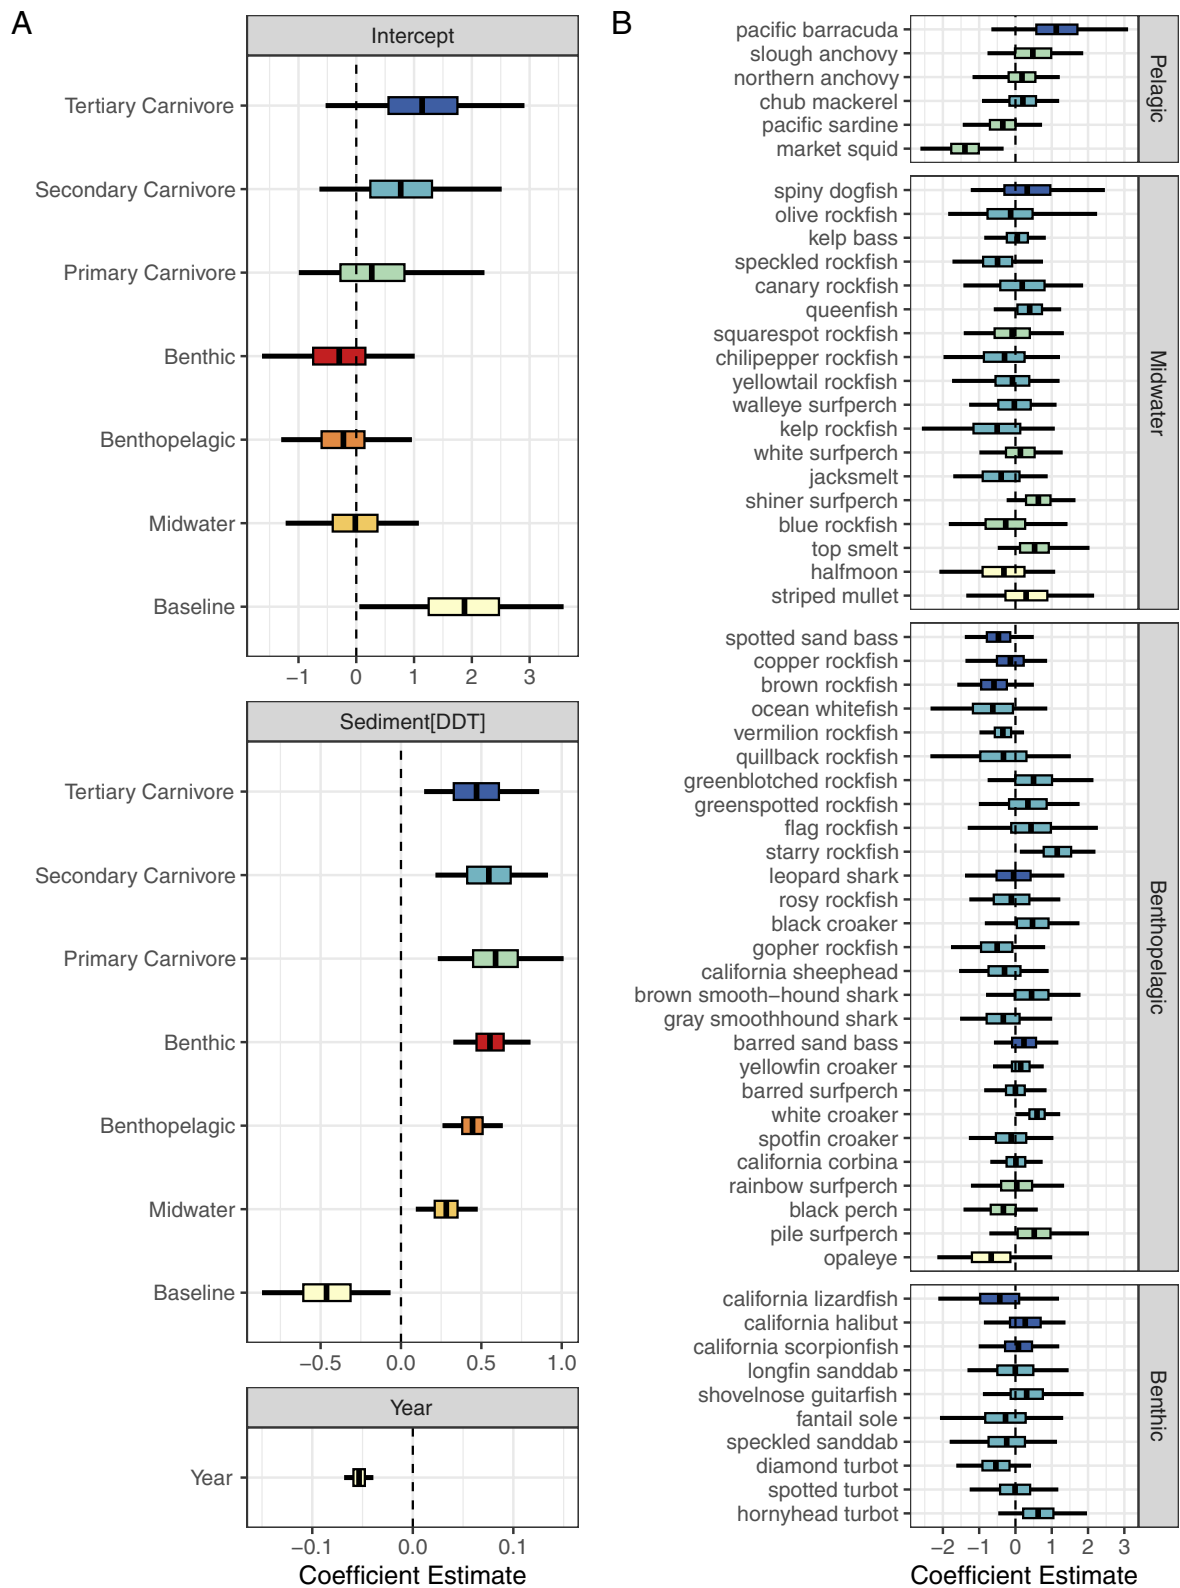 A
Intercept
Tertiary Carnivore
Secondary Carnivore
Primary Carnivore
Benthic
Benthopelagic
Midwater
Baseline
−1 0 1 2 3
Sediment[DDT]
Tertiary Carnivore
Secondary Carnivore
Primary Carnivore
Benthic
Benthopelagic
Midwater
Baseline
−0.5 0.0 0.5 1.0
Year
Year
−0.1 0.0 0.1
Coefficient Estimate
B
pacific barracuda
slough anchovy
northern anchovy
chub mackerel
pacific sardine
market squid
Pelagic
spiny dogfish
olive rockfish
kelp bass
speckled rockfish
canary rockfish
queenfish
squarespot rockfish
chilipepper rockfish
yellowtail rockfish
walleye surfperch
kelp rockfish
white surfperch
jacksmelt
shiner surfperch
blue rockfish
top smelt
halfmoon
striped mullet
Midwater
spotted sand bass
copper rockfish
brown rockfish
ocean whitefish
vermilion rockfish
quillback rockfish
greenblotched rockfish
greenspotted rockfish
flag rockfish
starry rockfish
leopard shark
rosy rockfish
black croaker
gopher rockfish
california sheephead
brown smooth−hound shark
gray smoothhound shark
barred sand bass
yellowfin croaker
barred surfperch
white croaker
spotfin croaker
california corbina
rainbow surfperch
black perch
pile surfperch
opaleye
Benthopelagic
california lizardfish
california halibut
california scorpionfish
longfin sanddab
shovelnose guitarfish
fantail sole
speckled sanddab
diamond turbot
spotted turbot
hornyhead turbot
Benthic
−2 −1 0 1 2 3
Coefficient Estimate